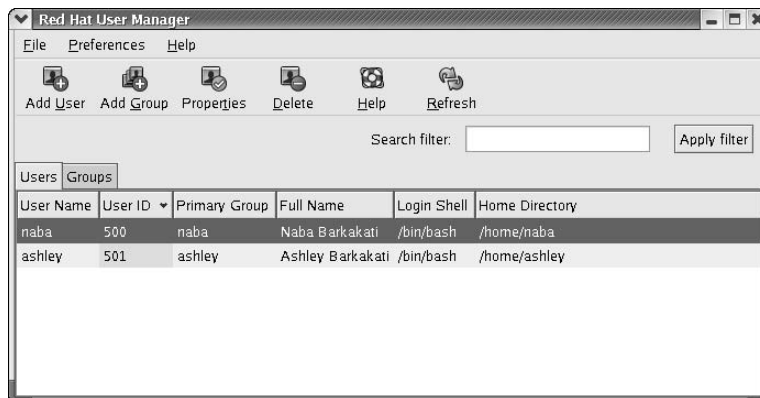 Red Hat User Manager
File Preferences Help
Add User Add Group Properties Delete Help Refresh
Search filter: Apply filter
Users Groups
User Name User ID Primary Group Full Name Login Shell Home Directory
naba 500 naba Naba Barkakati /bin/bash /home/naba
ashley 501 ashley Ashley Barkakati /bin/bash /home/ashley